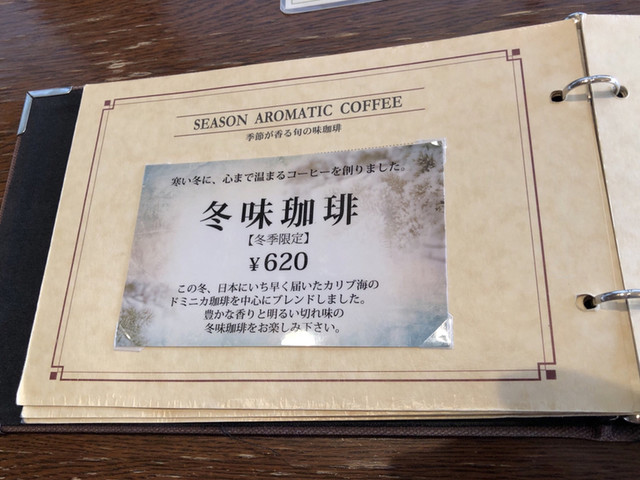 SEASON AROMATIC COFFEE
季節が香る旬の味珈琲
寒い冬に、心まで温まるコーヒーを創りました。
冬味珈琲
【冬季限定】
¥620
この冬、日本にいち早く届いたカリブ海の
ドミニカ珈琲を中心にブレンドしました。
豊かな香りと明るい切れ味の
冬味珈琲をお楽しみ下さい。